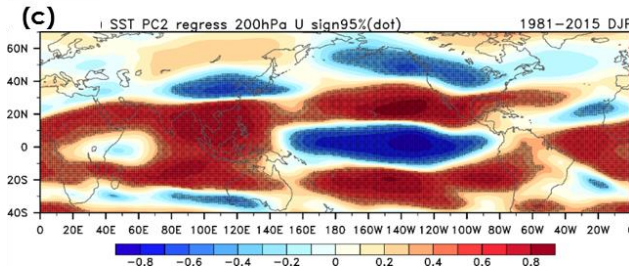 (c) SST PC2 regress 200hPa U sign95%(dot) 1981-2015 DJF
60N
40N
20N
0
20S
40S
0 20E 40E 60E 80E 100E 120E 140E 160E 180 160W 140W 120W 100W 80W 60W 40W 20W 0
-0.8 -0.6 -0.4 -0.2 0 0.2 0.4 0.6 0.8